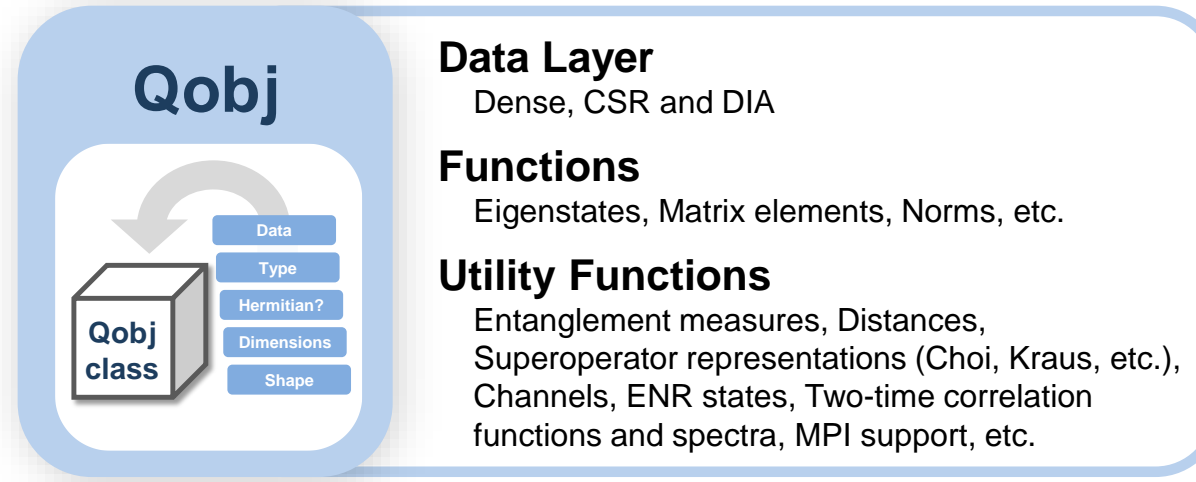 Qobj
Data
Type
Hermitian?
Dimensions
Shape
Qobj
class
Data Layer
Dense, CSR and DIA
Functions
Eigenstates, Matrix elements, Norms, etc.
Utility Functions
Entanglement measures, Distances,
Superoperator representations (Choi, Kraus, etc.),
Channels, ENR states, Two-time correlation
functions and spectra, MPI support, etc.